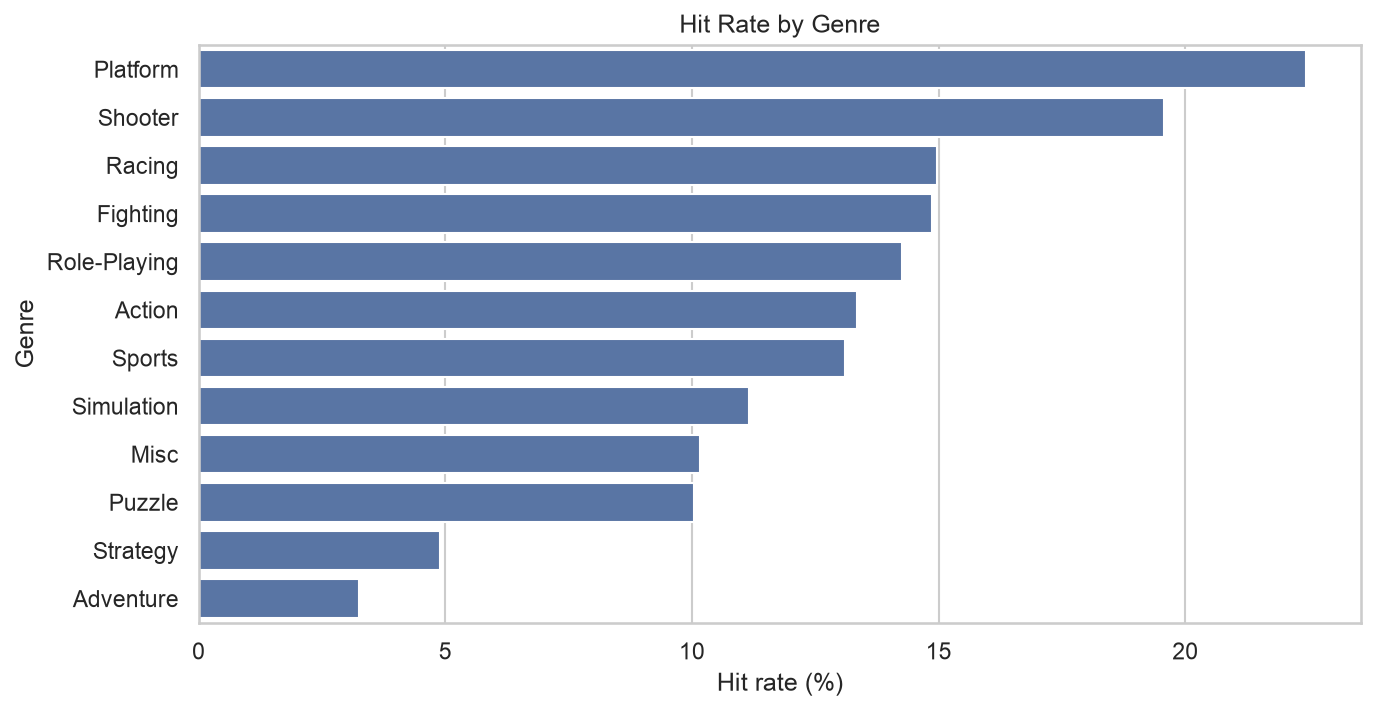 Hit Rate by Genre
Platform
Shooter
Racing
Fighting
Role-Playing
Action
Sports
Simulation
Misc
Puzzle
Strategy
Adventure
Genre
0 5 10 15 20
Hit rate (%)